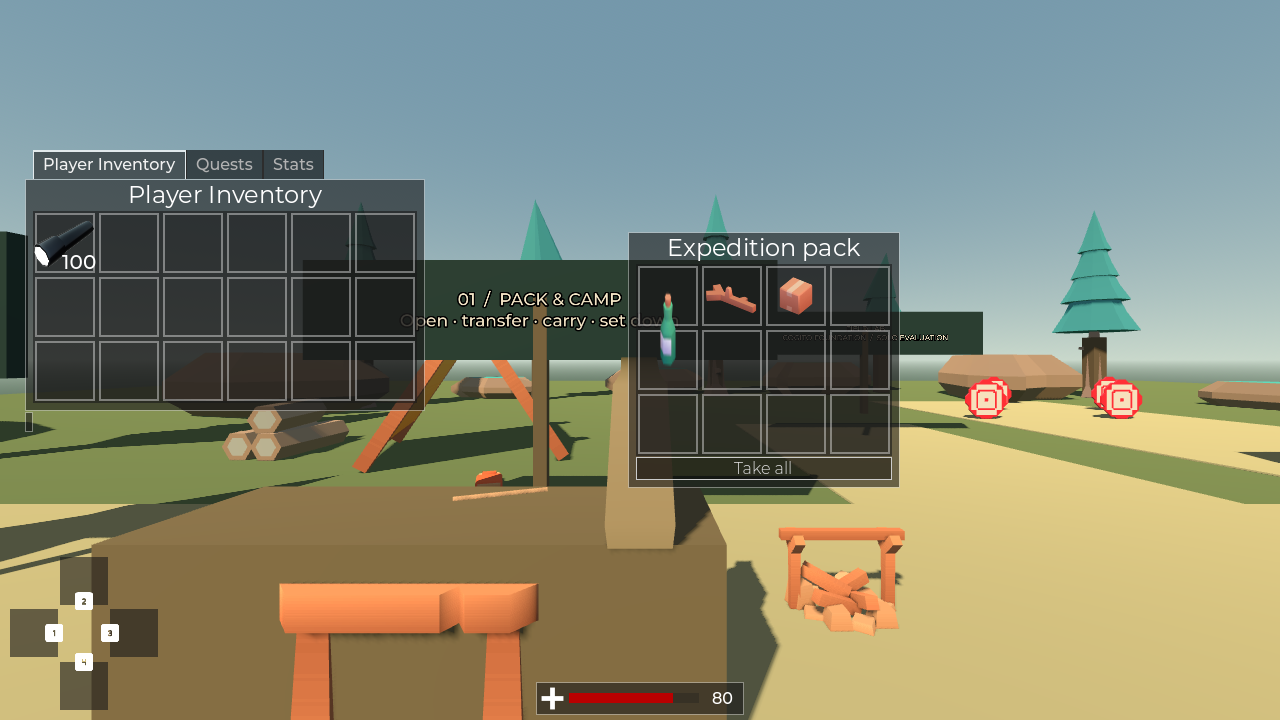 Player Inventory
Quests
Stats
Player Inventory
100
Expedition pack
01 / PACK & CAMP
Open · transfer · carry · set down
EVALUATION
Take all
2
1
3
4
80